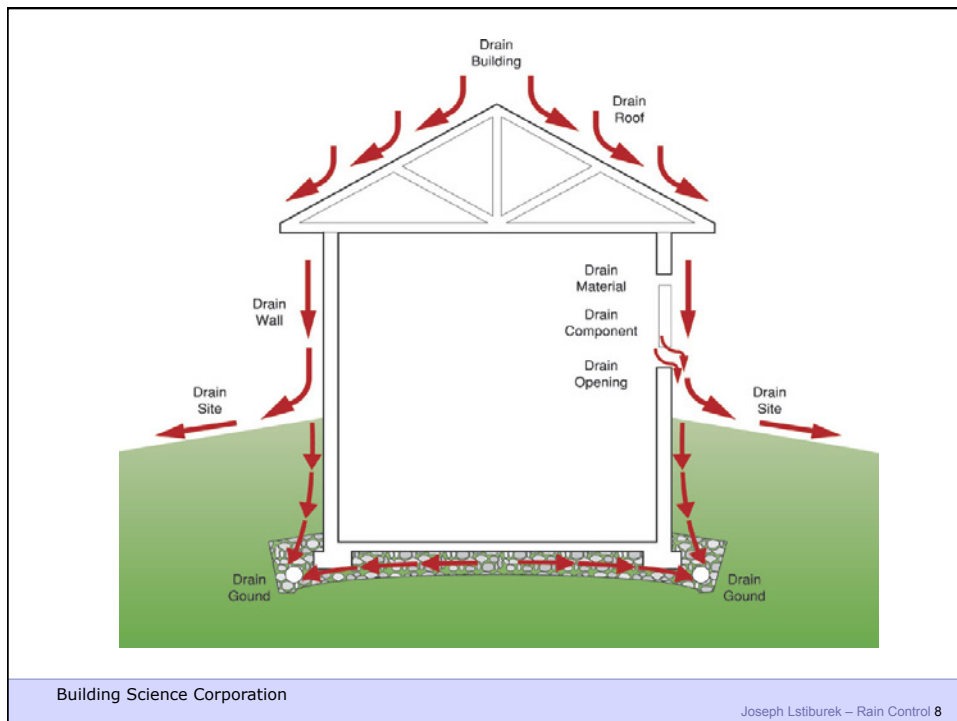 Drain
Building
Drain
Roof
Drain
Material
Drain
Wall
Drain
Component
Drain
Opening
Drain
Site
Drain
Site
Drain
Gound
Drain
Gound
Building Science Corporation
Joseph Lstiburek – Rain Control 8